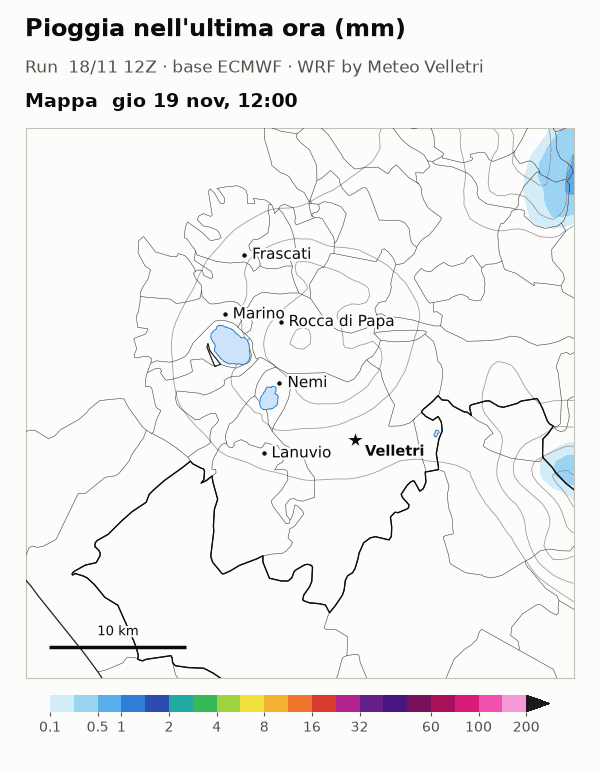 Pioggia nell'ultima ora (mm)
Run  18/11 12Z · base ECMWF · WRF by Meteo Velletri
Mappa  gio 19 nov, 12:00
Frascati
Marino
Rocca di Papa
Nemi
Velletri
Lanuvio
10 km
0.1 0.5 1 2 4 8 16 32 60 100 200